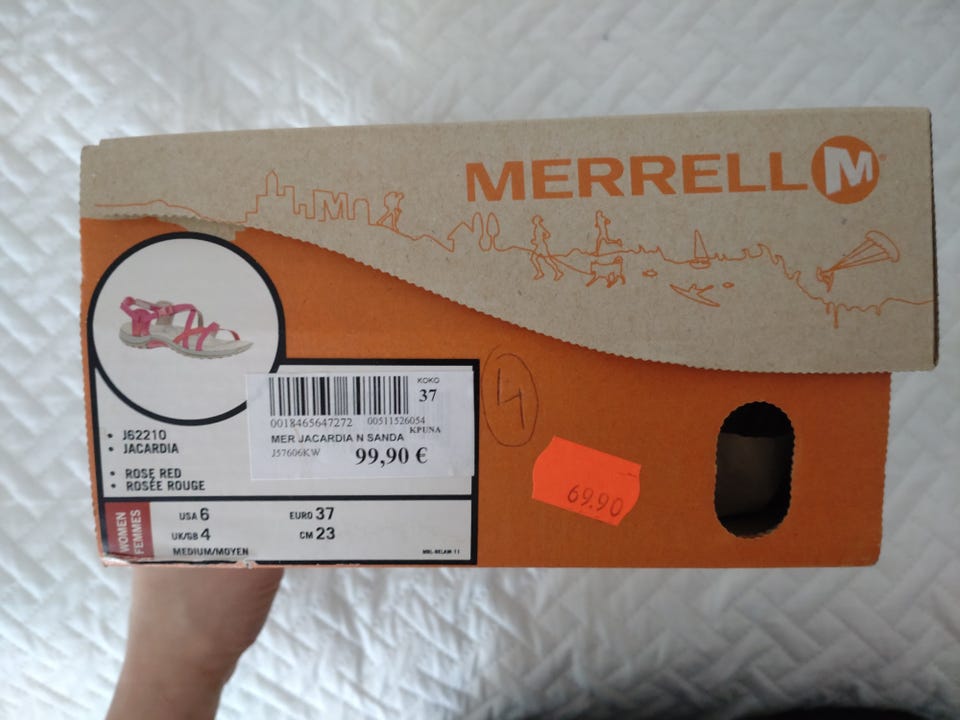 MERRELL M
M
J62210
JACARDIA
ROSE RED
ROSÉE ROUGE
KOKO
37
0018465647272 00511526054
KPUNA
MER JACARDIA N SANDA
J57606KW 99,90 €
4
69.90
WOMEN
FEMMES
USA 6 EURO 37
UK/GB 4 CM 23
MEDIUM/MOYEN